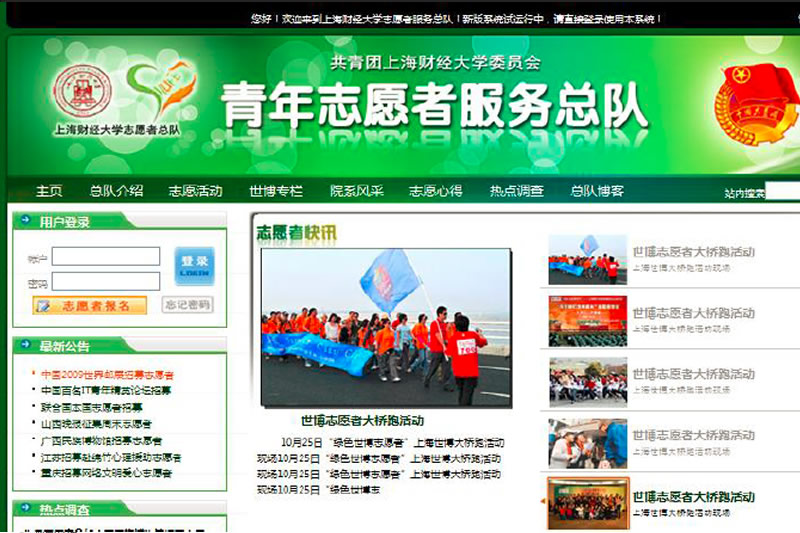 您好！欢迎来到上海财经大学志愿者服务总队！新版系统试运行中，请直接登录使用本系统！
共青团上海财经大学委员会
青年志愿者服务总队
上海财经大学志愿者总队
主页 总队介绍 志愿活动 世博专栏 院系风采 志愿心得 热点调查 总队博客
站内搜索
用户登录
帐户
密码
登录
LOGIN
志愿者报名
忘记密码
最新公告
中国2009世界邮展招募志愿者
中国百名IT青年精品论坛招募
联合国本国志愿者招募
山西晚报征集周末志愿者
广西民族博物馆招募志愿者
江苏招募赴绵竹心理援助志愿者
重庆招募网络文明爱心志愿者
热点调查
志愿者快讯
世博志愿者大桥跑活动
10月25日“绿色世博志愿者”上海世博大桥跑活动
现场10月25日“绿色世博志愿者”上海世博大桥跑活动
现场10月25日“绿色世博志愿者”上海世博大桥跑活动
现场10月25日“绿色世博志
世博志愿者大桥跑活动
上海世博大桥跑活动现场
世博志愿者大桥跑活动
上海世博大桥跑活动现场
世博志愿者大桥跑活动
上海世博大桥跑活动现场
世博志愿者大桥跑活动
上海世博大桥跑活动现场
世博志愿者大桥跑活动
上海世博大桥跑活动现场